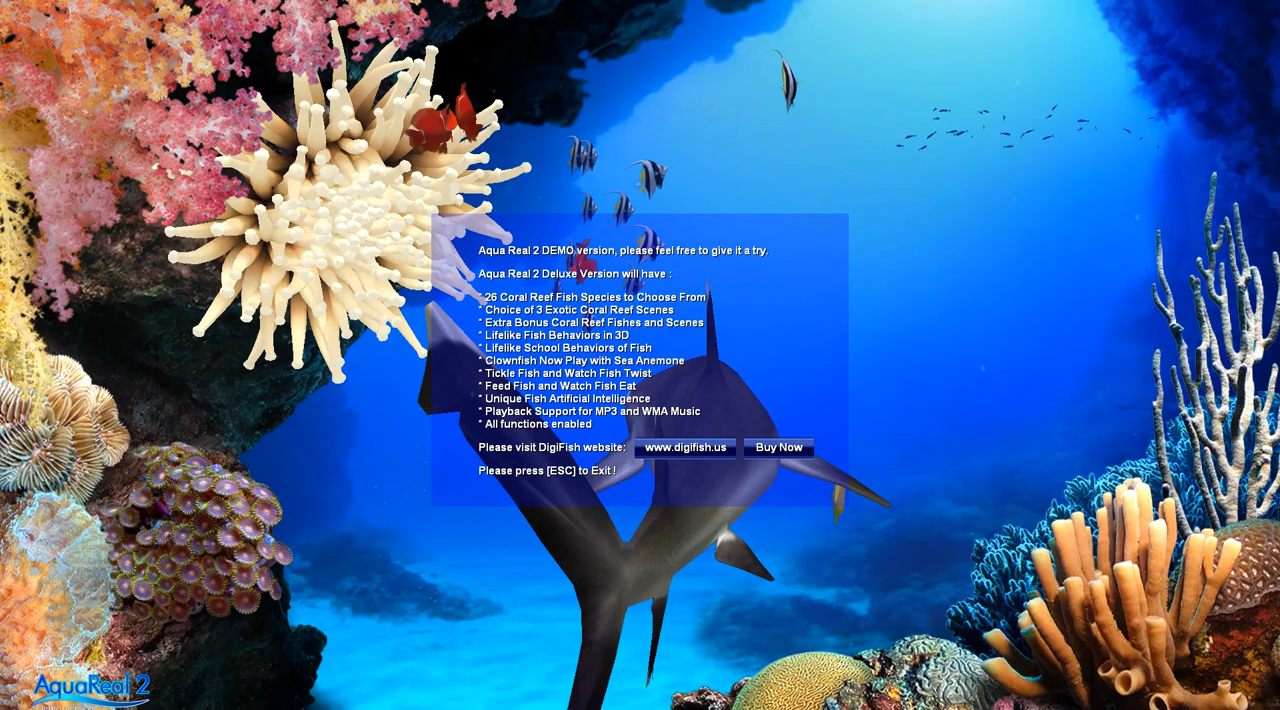 Aqua Real 2 DEMO version, please feel free to give it a try.
Aqua Real 2 Deluxe Version will have :
* 26 Coral Reef Fish Species to Choose From
* Choice of 3 Exotic Coral Reef Scenes
* Extra Bonus Coral Reef Fishes and Scenes
* Lifelike Fish Behaviors in 3D
* Lifelike School Behaviors of Fish
* Clownfish Now Play with Sea Anemone
* Tickle Fish and Watch Fish Twist
* Feed Fish and Watch Fish Eat
* Unique Fish Artificial Intelligence
* Playback Support for MP3 and WMA Music
* All functions enabled
Please visit DigiFish website: www.digifish.us Buy Now
Please press [ESC] to Exit !
AquaReal 2